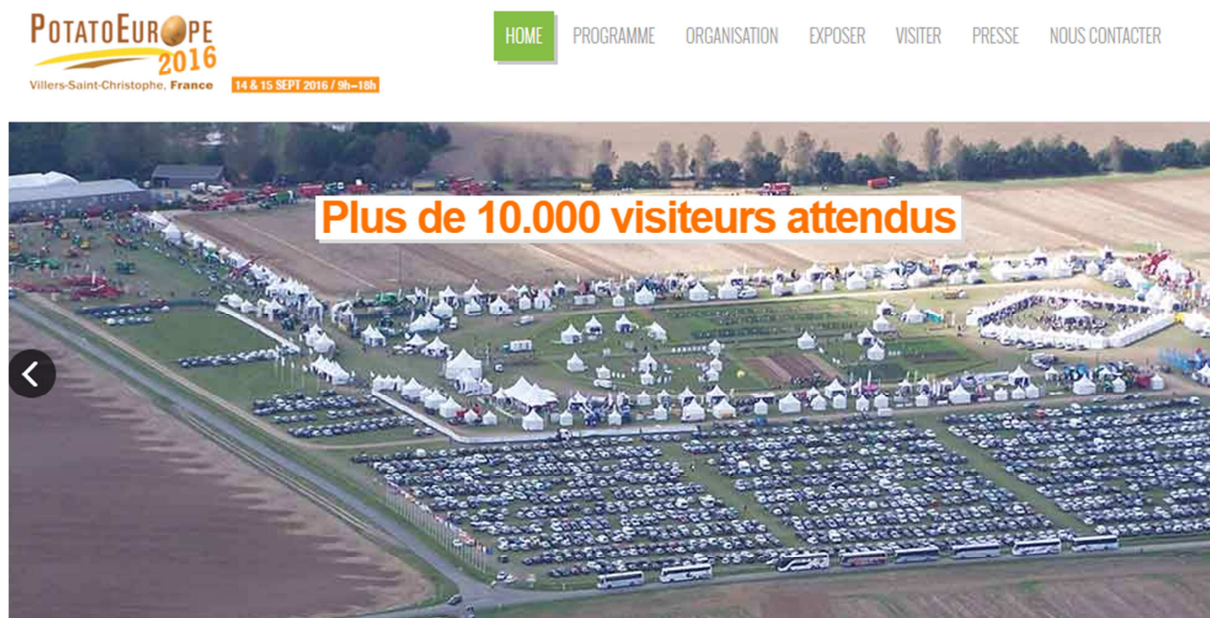 POTATOEUROPE
2016
Villers-Saint-Christophe, France
14 & 15 SEPT 2016 / 9h–18h
HOME PROGRAMME ORGANISATION EXPOSER VISITER PRESSE NOUS CONTACTER
Plus de 10.000 visiteurs attendus